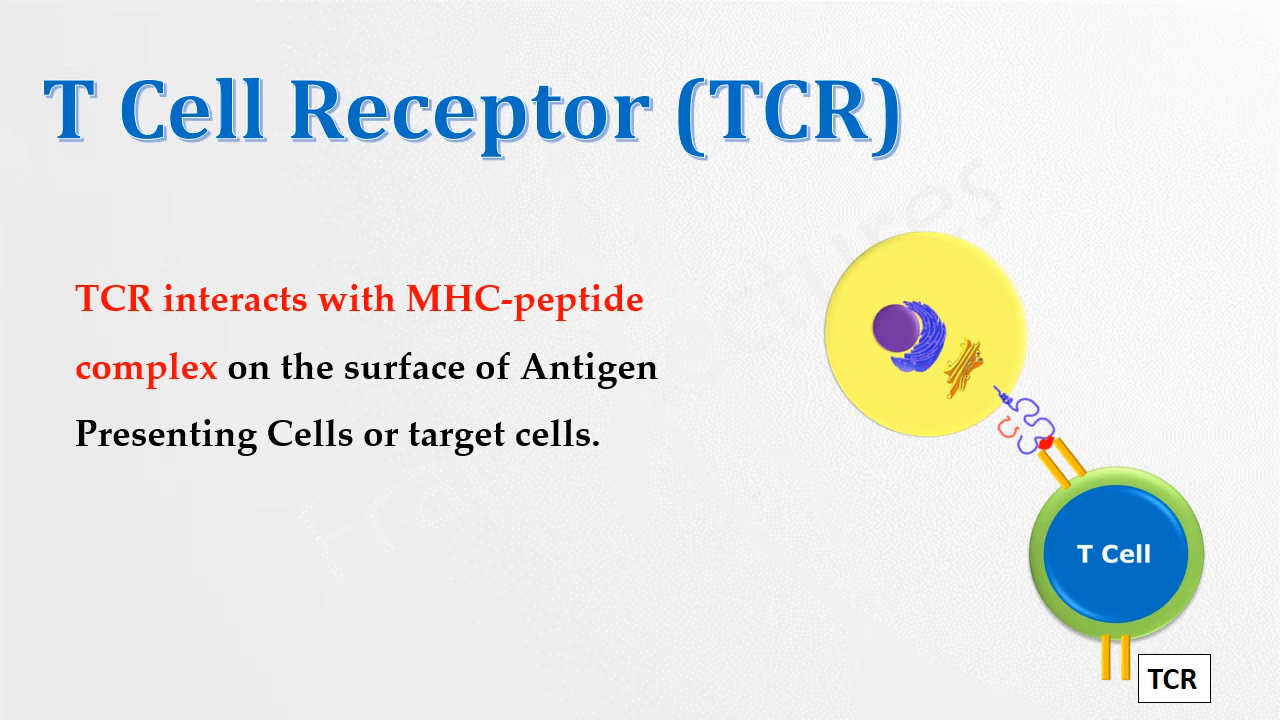 T Cell Receptor (TCR)
TCR interacts with MHC-peptide
complex on the surface of Antigen
Presenting Cells or target cells.
T Cell
TCR